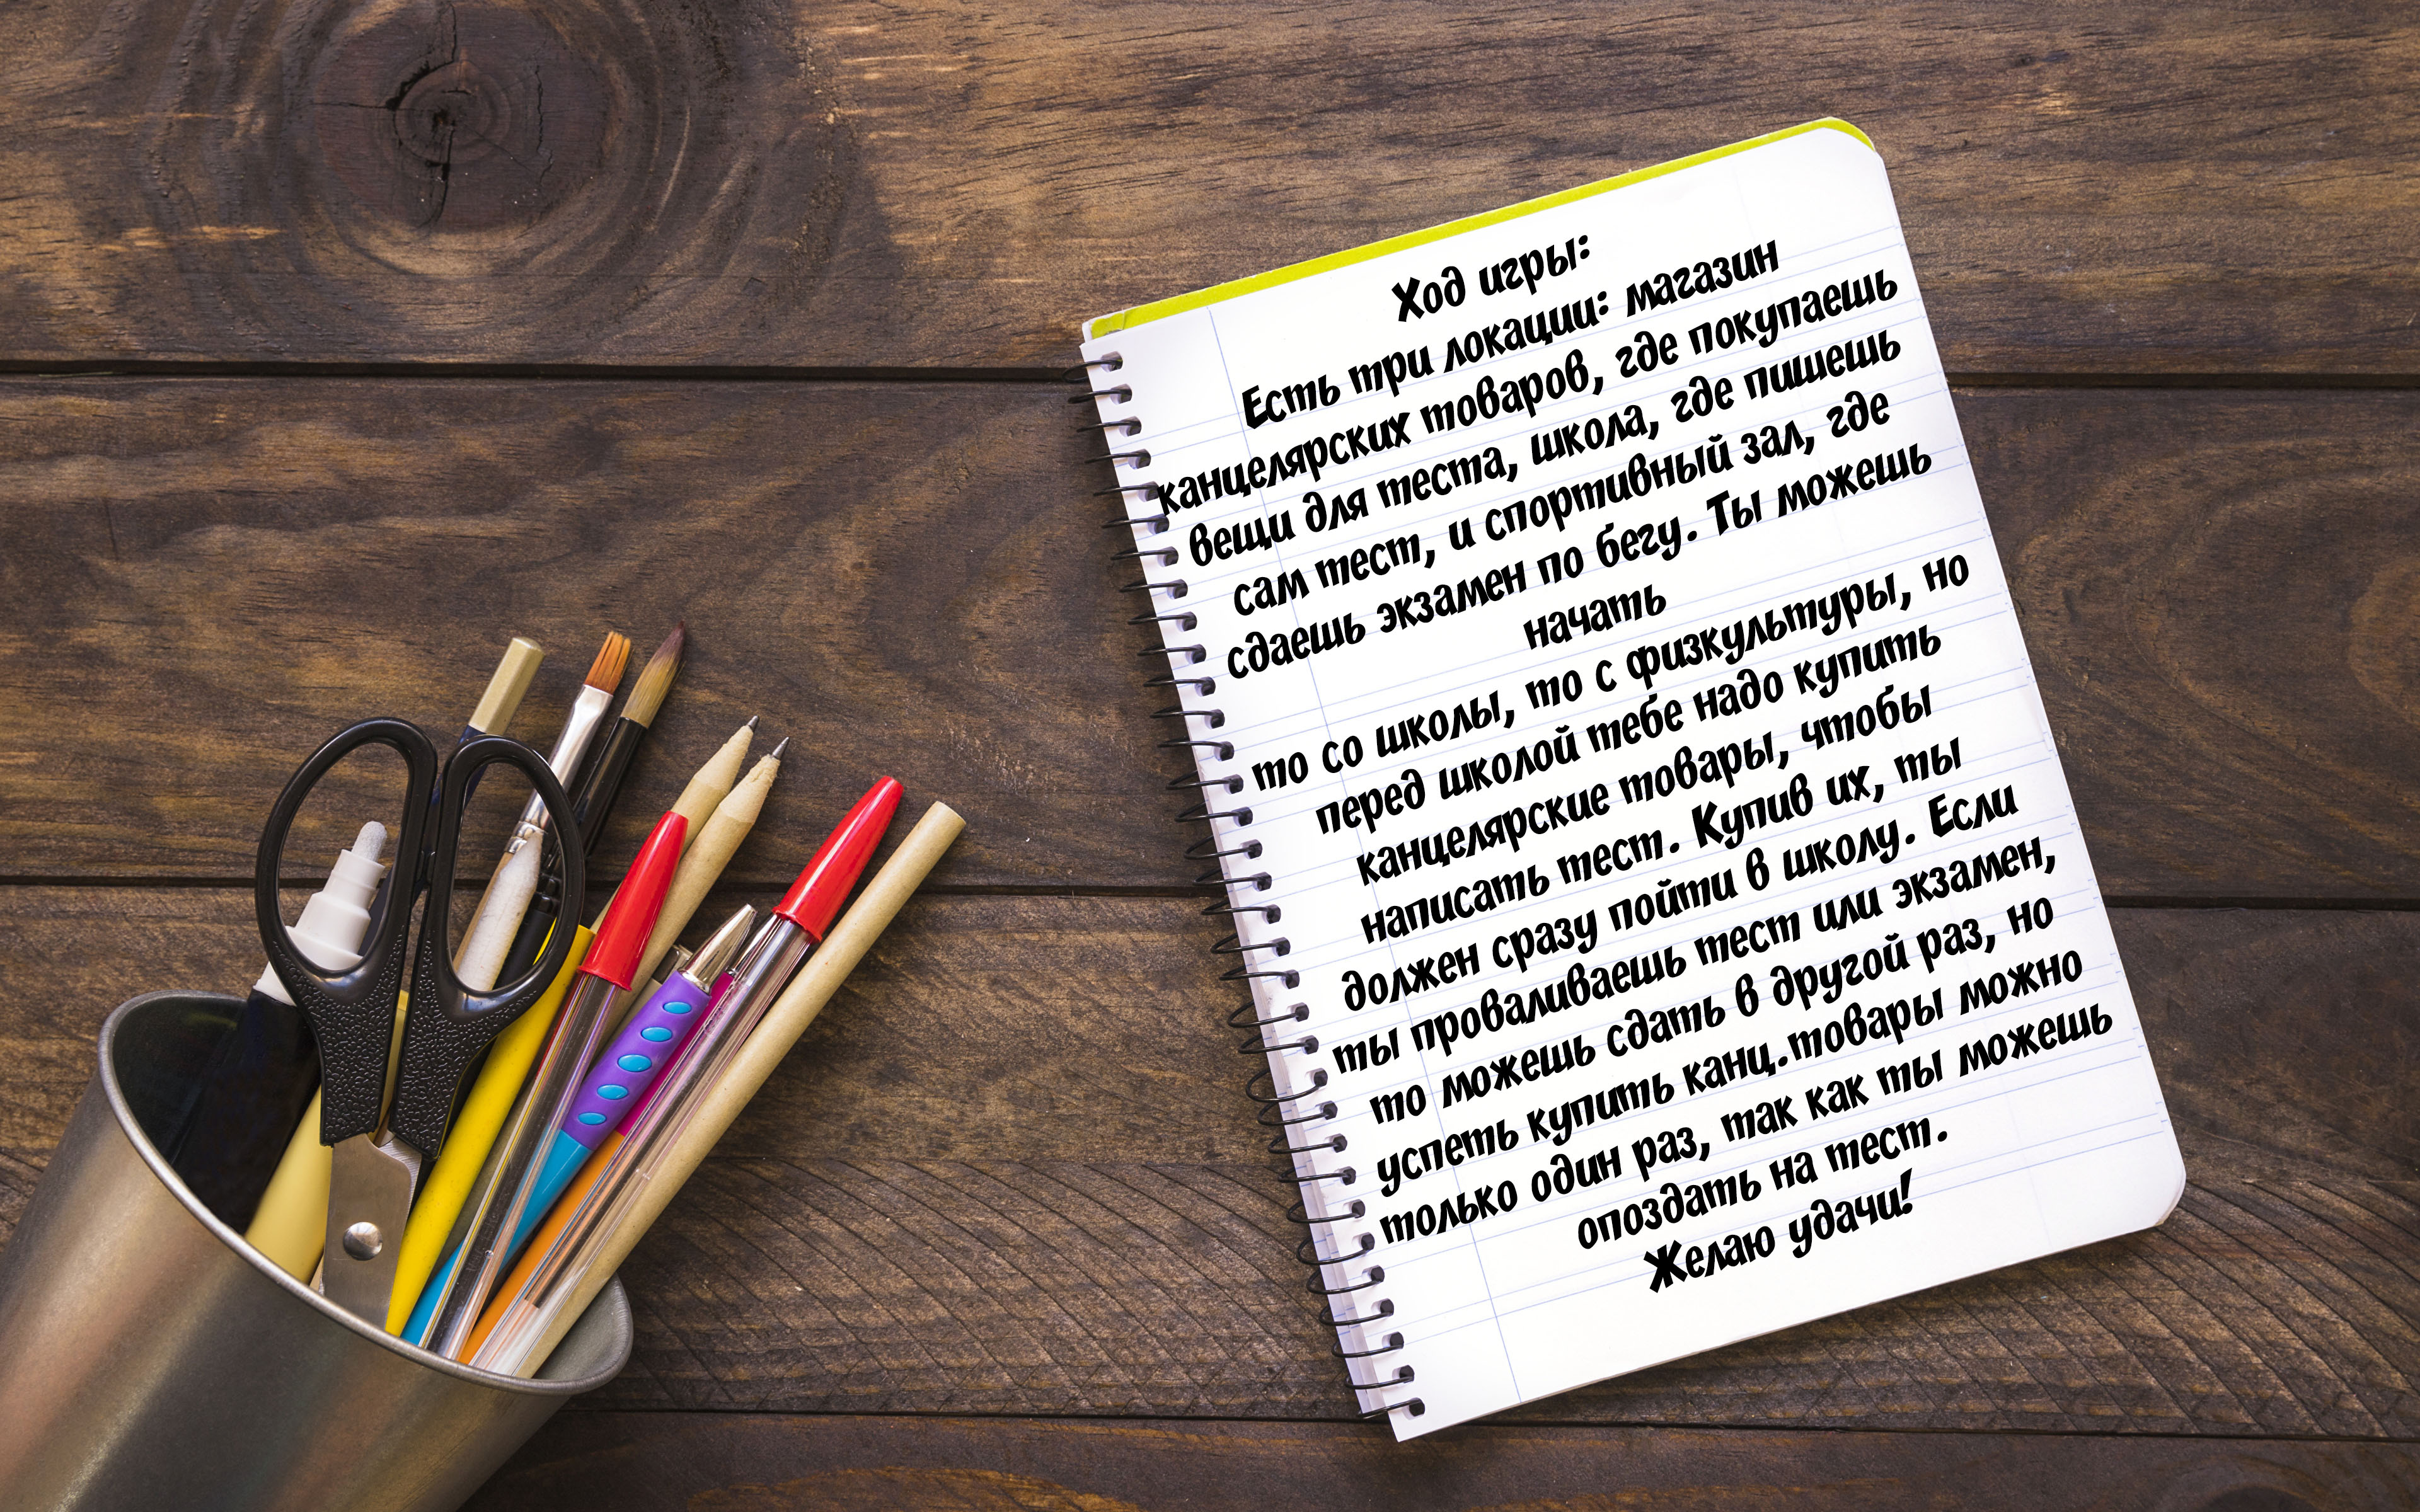 Ход игры:
Есть три локации: магазин
канцелярских товаров, где покупаешь
вещи для теста, школа, где пишешь
сам тест, и спортивный зал, где
сдаешь экзамен по бегу. Ты можешь
начать
то со школы, то с физкультуры, но
перед школой тебе надо купить
канцелярские товары, чтобы
написать тест. Купив их, ты
должен сразу пойти в школу. Если
ты проваливаешь тест или экзамен,
то можешь сдать в другой раз, но
успеть купить канц.товары можно
только один раз, так как ты можешь
опоздать на тест.
Желаю удачи!